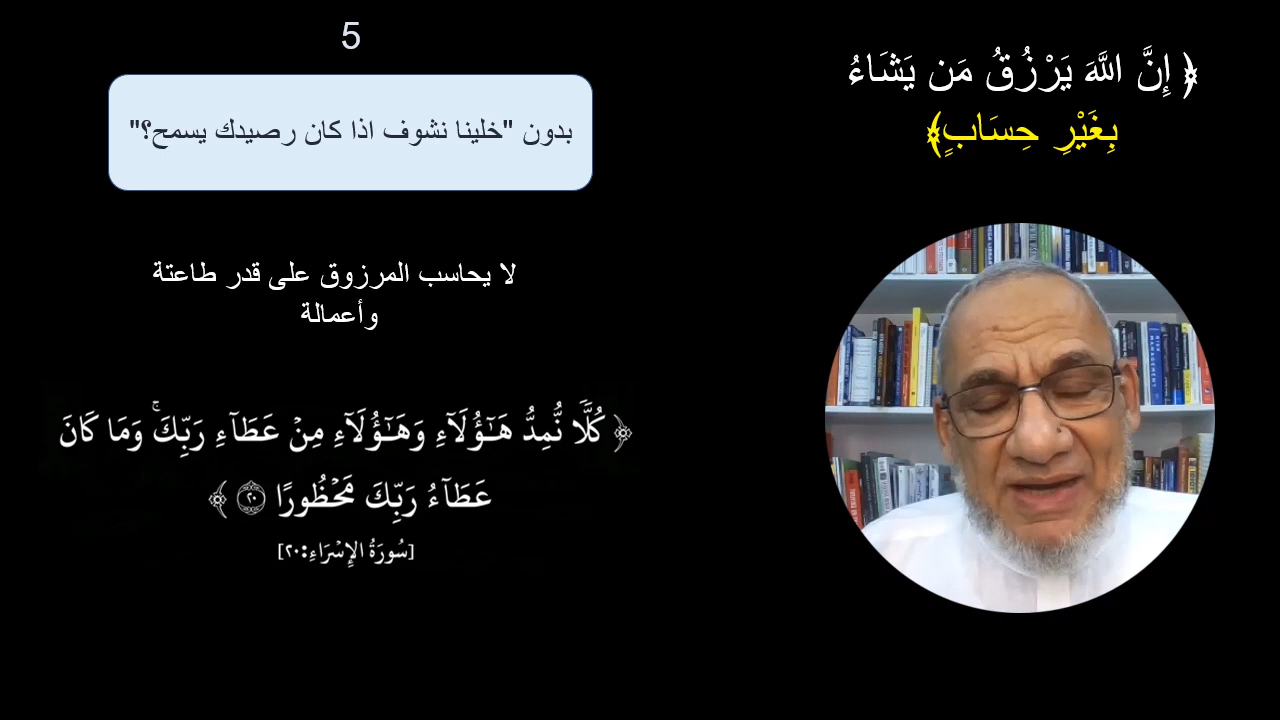 5
﴿ إِنَّ اللَّهَ يَرْزُقُ مَن يَشَاءُ
بِغَيْرِ حِسَابٍ﴾
بدون "خلينا نشوف اذا كان رصيدك يسمح؟"
لا يحاسب المرزوق على قدر طاعتة
وأعمالة
﴿ كُلًّا نُّمِدُّ هَٰٓؤُلَآءِ وَهَٰٓؤُلَآءِ مِنۡ عَطَآءِ رَبِّكَۚ وَمَا كَانَ
عَطَآءُ رَبِّكَ مَحۡظُورًا ٢٠ ﴾
[سُورَةُ الإِسۡرَاءِ:٢٠]